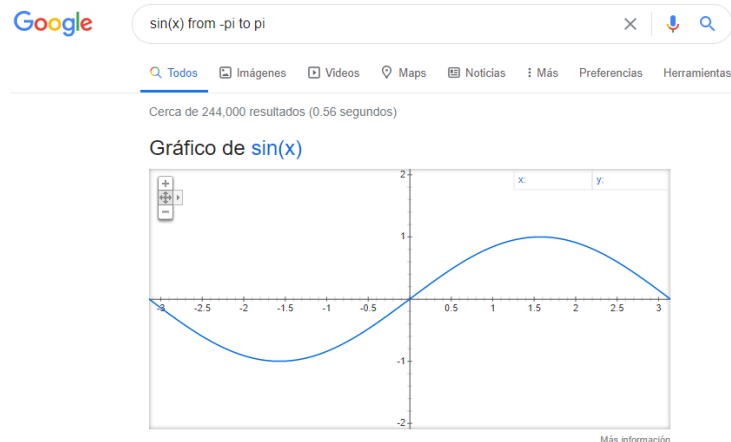 Google
sin(x) from -pi to pi
Todos Imágenes Videos Maps Noticias Más Preferencias Herramientas
Cerca de 244,000 resultados (0.56 segundos)
Gráfico de sin(x)
2
x: y:
1
-3 -2.5 -2 -1.5 -1 -0.5 0.5 1 1.5 2 2.5 3
-1
-2
Más información